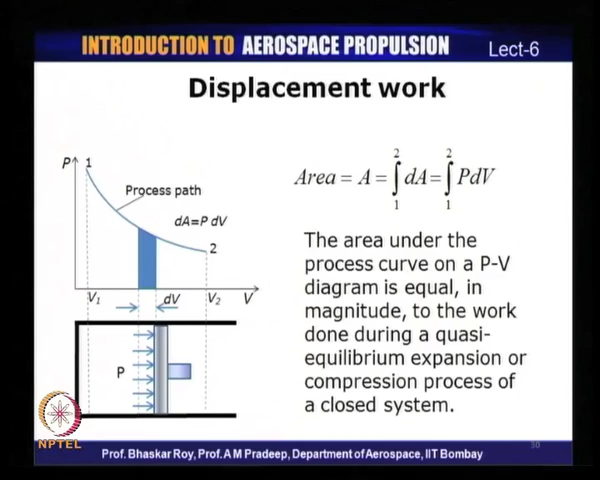 INTRODUCTION TO AEROSPACE PROPULSION
Lect-6
Displacement work
P
1
Process path
dA=P dV
2
V1
dV
V2
V
P
Area = A = ∫₁² dA = ∫₁² PdV
The area under the
process curve on a P-V
diagram is equal, in
magnitude, to the work
done during a quasi-
equilibrium expansion or
compression process of
a closed system.
NPTEL
30
Prof. Bhaskar Roy, Prof. A M Pradeep, Department of Aerospace, IIT Bombay